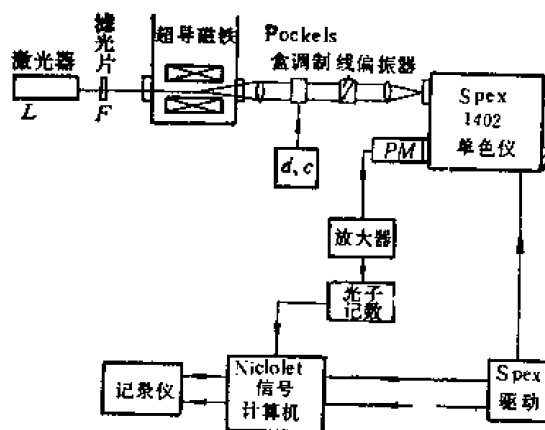 超导磁铁
Pockels
盒调制线偏振器
滤光片
激光器
L
F
Spex
1402
单色仪
PM
d、c
放大器
光子
记数
Niclolet
信号
计算机
记录仪
Spex
驱动